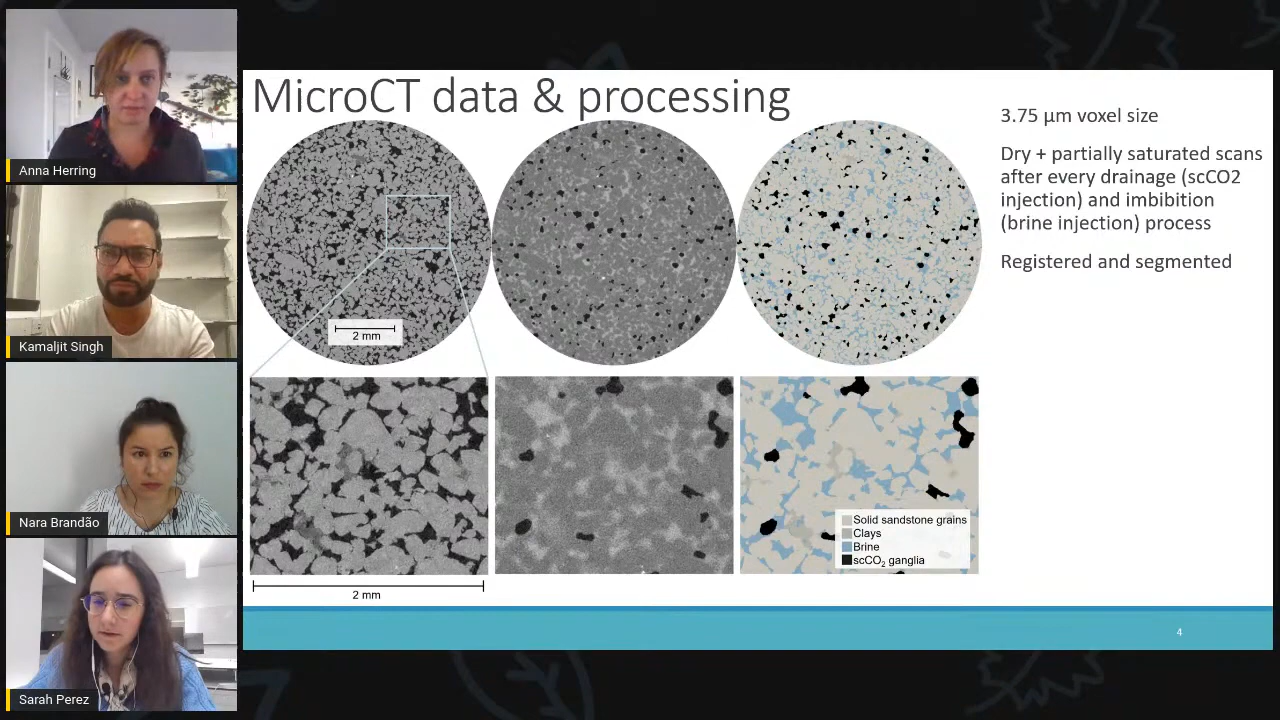 Anna Herring
Kamaljit Singh
Nara Brandão
Sarah Perez
MicroCT data & processing
2 mm
2 mm
Solid sandstone grains
Clays
Brine
scCO2 ganglia
3.75 µm voxel size
Dry + partially saturated scans
after every drainage (scCO2
injection) and imbibition
(brine injection) process
Registered and segmented
4